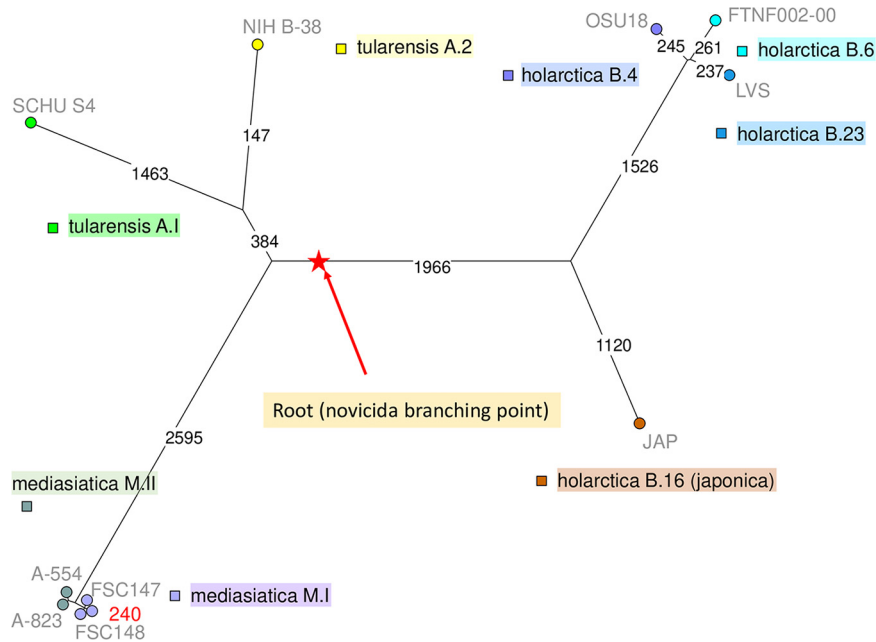 FTNF002-00
OSU18
NIH B-38
tularensis A.2
245
261
holarctica B.6
holarctica B.4
237
LVS
SCHU S4
147
holarctica B.23
1463
1526
tularensis A.I
384
1966
1120
Root (novicida branching point)
2595
JAP
mediasiatica M.II
holarctica B.16 (japonica)
A-554
FSC147
mediasiatica M.I
240
A-823
FSC148